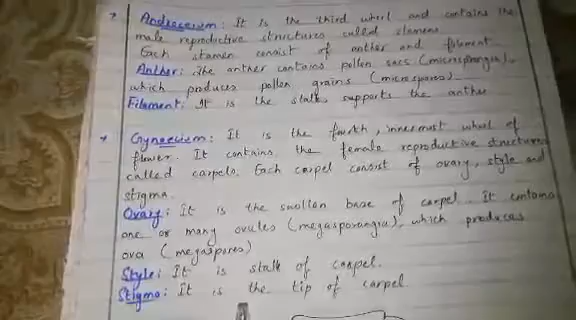 Androecium: It is the third whorl and contains the
male reproductive structures called stamens
Each stamen consist of anther and filament.
Anther: The anther contains pollen sacs (microsporangia),
which produces pollen grains (microspores)
Filament: It is the stalk, supports the anther
Gynoecium: It is the fourth, innermost whorl of
flower. It contains the female reproductive structures
called carpels. Each carpel consist of ovary, style and
stigma.
Ovary: It is the swollen base of carpel. It contains
one or many ovules (megasporangia), which produces
ova (megaspores)
Style: It is stalk of carpel.
Stigma: It is the tip of carpel